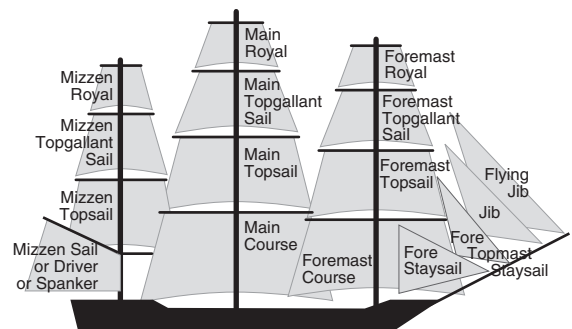 Mizzen
Royal
Mizzen
Topgallant
Sail
Mizzen
Topsail
Mizzen Sail
or Driver
or Spanker
Main
Royal
Main
Topgallant
Sail
Main
Topsail
Main
Course
Foremast
Royal
Foremast
Topgallant
Sail
Foremast
Topsail
Foremast
Course
Fore
Staysail
Fore
Topmast
Staysail
Jib
Flying
Jib